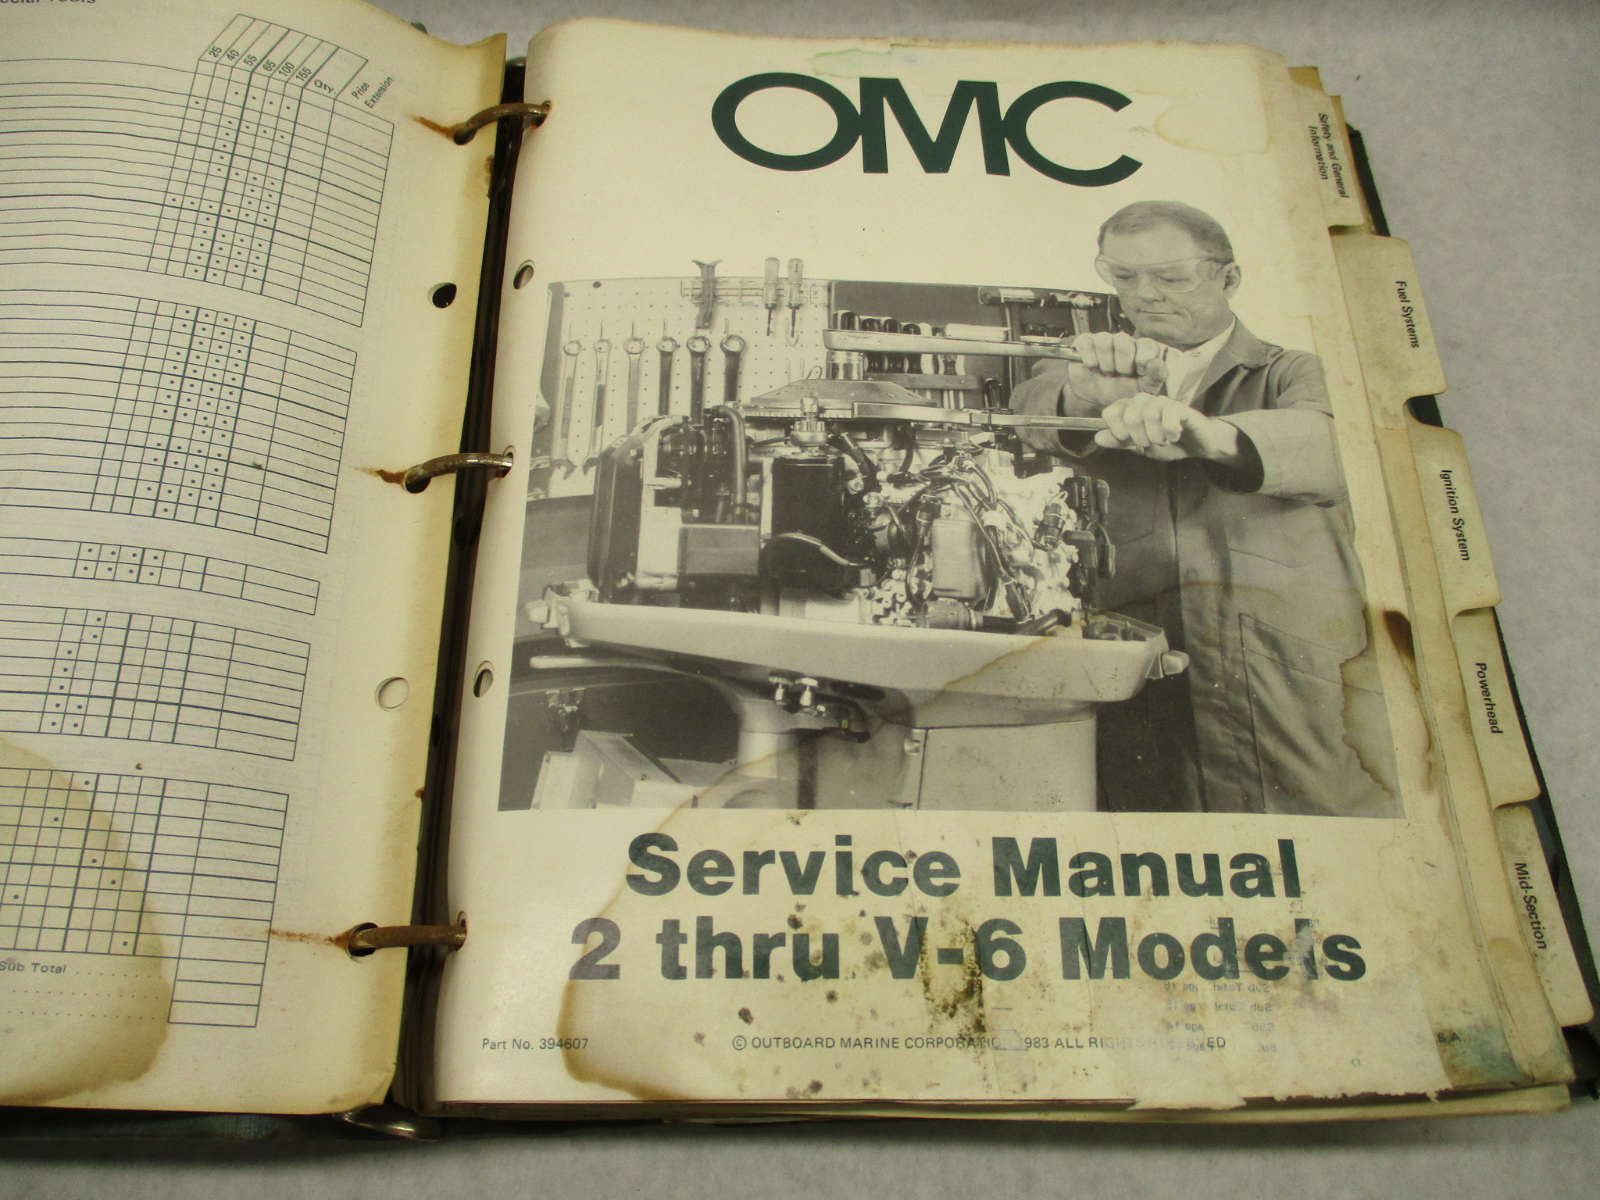 25 40 55 65 100 155 Qty. Price Extension
Sub Total
OMC
Service Manual
2 thru V-6 Models
Part No. 394607
© OUTBOARD MARINE CORPORATION 983 ALL RIGHTS RESERVED
Safety and General
Information
Fuel Systems
Ignition System
Powerhead
Mid-Section